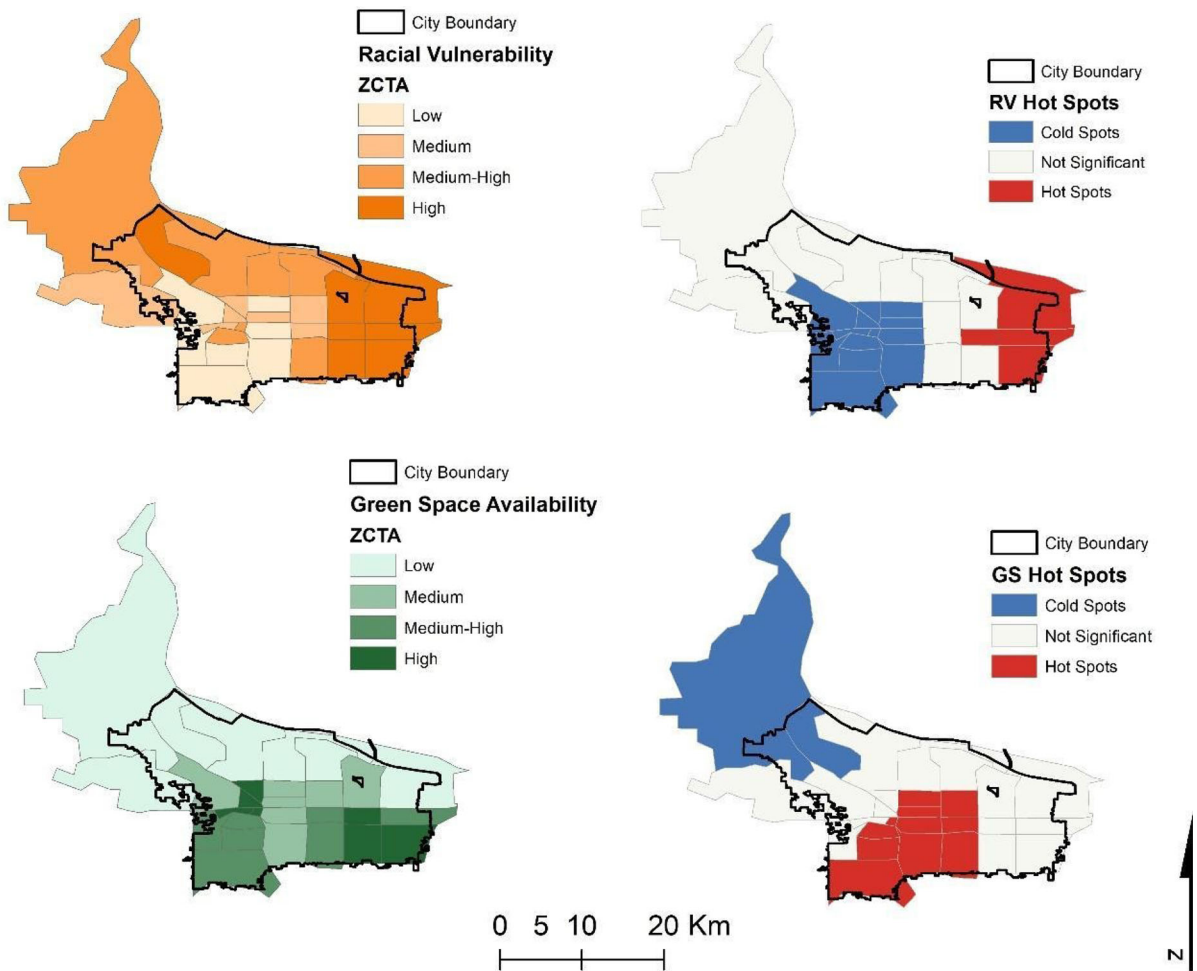 City Boundary
Racial Vulnerability
ZCTA
Low
Medium
Medium-High
High
City Boundary
RV Hot Spots
Cold Spots
Not Significant
Hot Spots
City Boundary
Green Space Availability
ZCTA
Low
Medium
Medium-High
High
City Boundary
GS Hot Spots
Cold Spots
Not Significant
Hot Spots
0 5 10 20 Km
N